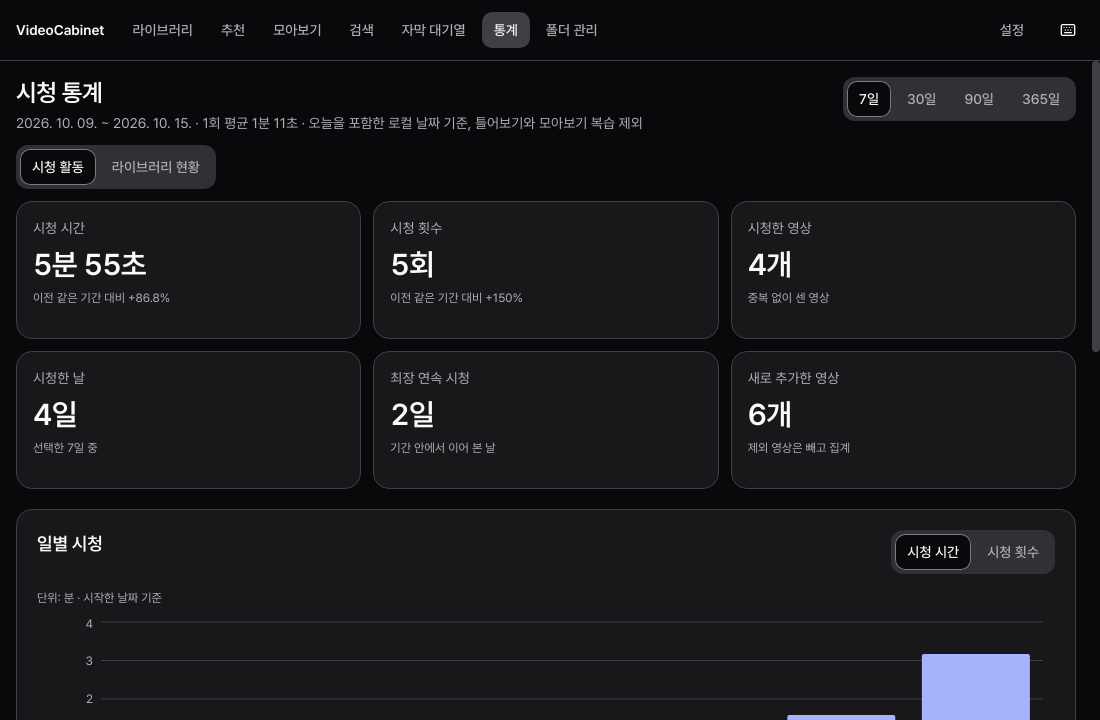 VideoCabinet 라이브러리 추천 모아보기 검색 자막 대기열 통계 폴더 관리 설정
시청 통계
7일 30일 90일 365일
2026. 10. 09. ~ 2026. 10. 15. · 1회 평균 1분 11초 · 오늘을 포함한 로컬 날짜 기준, 틀어보기와 모아보기 복습 제외
시청 활동 라이브러리 현황
시청 시간
5분 55초
이전 같은 기간 대비 +86.8%
시청 횟수
5회
이전 같은 기간 대비 +150%
시청한 영상
4개
중복 없이 센 영상
시청한 날
4일
선택한 7일 중
최장 연속 시청
2일
기간 안에서 이어 본 날
새로 추가한 영상
6개
제외 영상은 빼고 집계
일별 시청
시청 시간 시청 횟수
단위: 분 · 시작한 날짜 기준
4
3
2